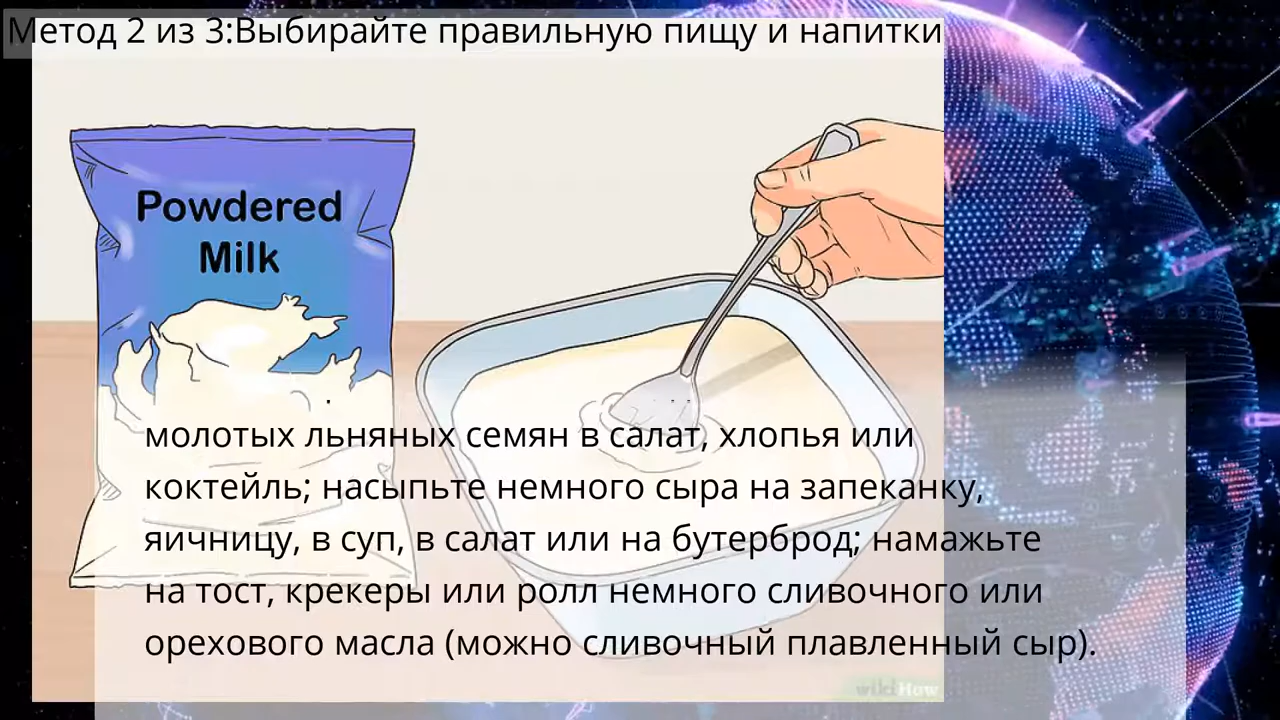 Метод 2 из 3:Выбирайте правильную пищу и напитки
Powdered
Milk
молотых льняных семян в салат, хлопья или
коктейль; насыпьте немного сыра на запеканку,
яичницу, в суп, в салат или на бутерброд; намажьте
на тост, крекеры или ролл немного сливочного или
орехового масла (можно сливочный плавленный сыр).
wikiHow